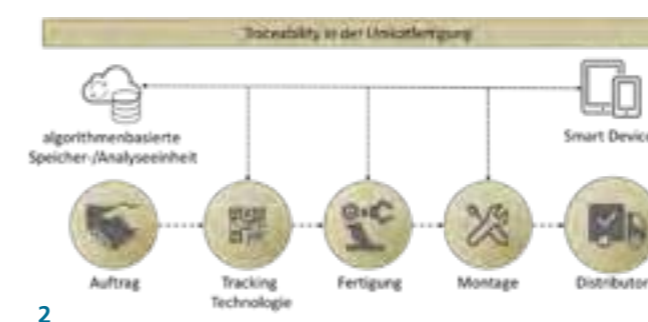 Traceability in der Unikatfertigung
algorithmenbasierte
Speicher-/Analyseeinheit
Smart Device
Auftrag
Tracking
Technologie
Fertigung
Montage
Distributor
2